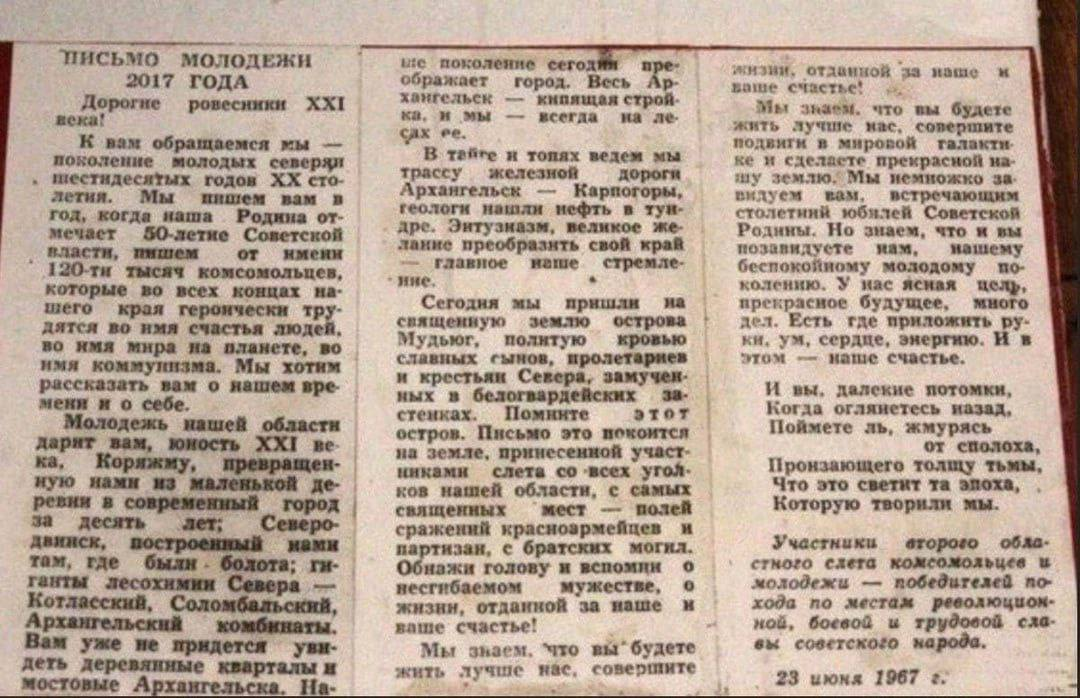 ПИСЬМО МОЛОДЕЖИ
2017 ГОДА
Дорогие ровесники XXI
века!
К вам обращаемся мы —
поколение молодых северян
шестидесятых годов XX сто-
летия. Мы пишем вам в
год, когда наша Родина от-
мечает 50-летие Советской
власти, пишем от имени
120-ти тысяч комсомольцев,
которые во всех концах на-
шего края героически тру-
дятся во имя счастья людей,
во имя мира на планете, во
имя коммунизма. Мы хотим
рассказать вам о нашем вре-
мени и о себе.
Молодежь нашей области
дарит вам, юность XXI ве-
ка, Коряжму, превращен-
ную нами из маленькой де-
ревни в современный город
за десять лет; Северо-
двинск, построенный нами
там, где были болота; ги-
ганты лесохимии Севера —
Котласский, Соломбальский,
Архангельский комбинаты.
Вам уже не придется уви-
деть деревянные кварталы и
мостовые Архангельска. На-
ше поколение сегодня пре-
ображает город. Весь Ар-
хангельск — кипящая строй-
ка, и мы — всегда на ле-
сах ее.
В тайге и топях ведем мы
трассу железной дороги
Архангельск — Карпогоры,
геологи нашли нефть в тун-
дре. Энтузиазм, великое же-
лание преобразить свой край
— главное наше стремле-
ние.
Сегодня мы пришли на
священную землю острова
Мудьюг, политую кровью
славных сынов, пролетариев
и крестьян Севера, замучен-
ных в белогвардейских за-
стенках. Помните этот
остров. Письмо это покоится
на земле, принесенной участ-
никами слета со всех угол-
ков нашей области, с самых
священных мест — полей
сражений красноармейцев и
партизан, с братских могил.
Обнажи голову и вспомни о
несгибаемом мужестве, о
жизни, отданной за наше и
ваше счастье!
Мы знаем, что вы будете
жить лучше нас, совершите
жизни, отданной за наше и
ваше счастье!
Мы знаем, что вы будете
жить лучше нас, совершите
подвиги в мировой галакти-
ке и сделаете прекрасной на-
шу землю. Мы немножко за-
видуем вам, встречающим
столетний юбилей Советской
Родины. Но знаем, что и вы
позавидуете нам, нашему
беспокойному молодому по-
колению. У нас ясная цель,
прекрасное будущее, много
дел. Есть где приложить ру-
ки, ум, сердце, энергию. И в
этом — наше счастье.
И вы, далекие потомки,
Когда оглянетесь назад,
Поймете ль, жмурясь
от сполоха,
Пронзающего толщу тьмы,
Что это светит та эпоха,
Которую творили мы.
Участники второго обла-
стного слета комсомольцев и
молодежи — победителей по-
хода по местам революцион-
ной, боевой и трудовой сла-
вы советского народа.
23 июня 1967 г.